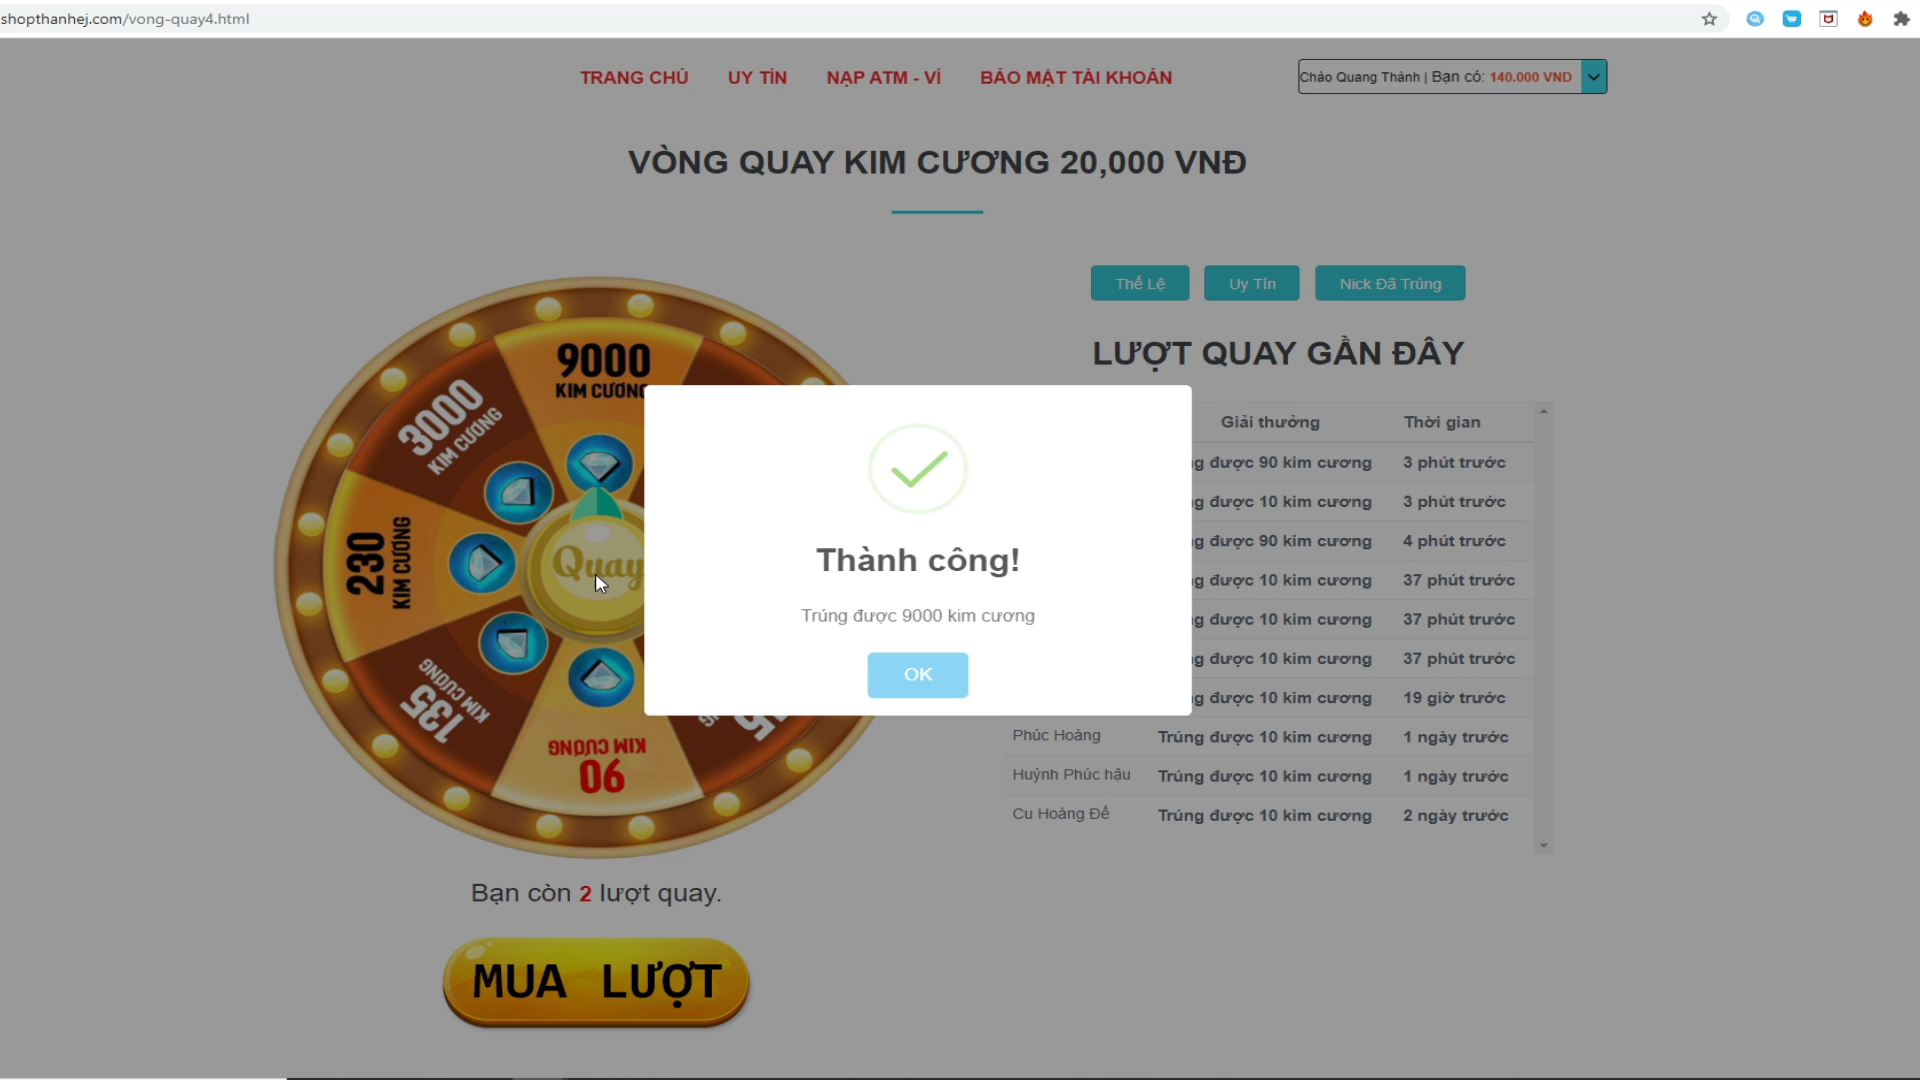 shopthanhej.com/vong-quay4.html
TRANG CHỦ UY TÍN NẠP ATM - VÍ BẢO MẬT TÀI KHOẢN
Chào Quang Thành | Bạn có: 140.000 VND
VÒNG QUAY KIM CƯƠNG 20,000 VNĐ
Thể Lệ Uy Tín Nick Đã Trúng
LƯỢT QUAY GẦN ĐÂY
9000
KIM CƯƠNG
3000
KIM CƯƠNG
230
KIM CƯƠNG
135
KIM CƯƠNG
90
KIM CƯƠNG
Quay
Thành công!
Trúng được 9000 kim cương
OK
Giải thưởng Thời gian
g được 90 kim cương 3 phút trước
g được 10 kim cương 3 phút trước
g được 90 kim cương 4 phút trước
g được 10 kim cương 37 phút trước
g được 10 kim cương 37 phút trước
g được 10 kim cương 37 phút trước
g được 10 kim cương 19 giờ trước
Phúc Hoàng Trúng được 10 kim cương 1 ngày trước
Huỳnh Phúc hậu Trúng được 10 kim cương 1 ngày trước
Cu Hoàng Đế Trúng được 10 kim cương 2 ngày trước
Bạn còn 2 lượt quay.
MUA LƯỢT